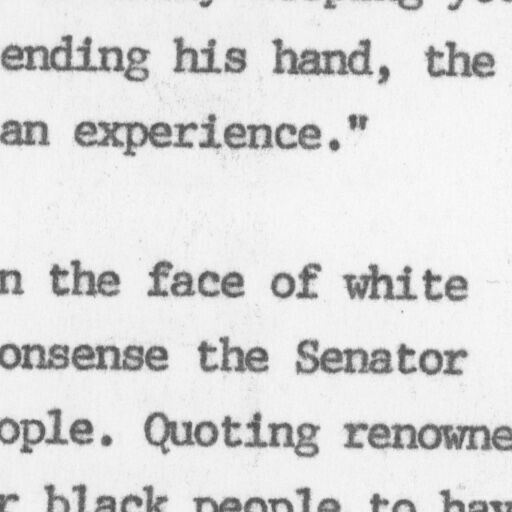 ending his hand, the
an experience."
n the face of white
onsense the Senator
ople. Quoting renowne
r black people to hav